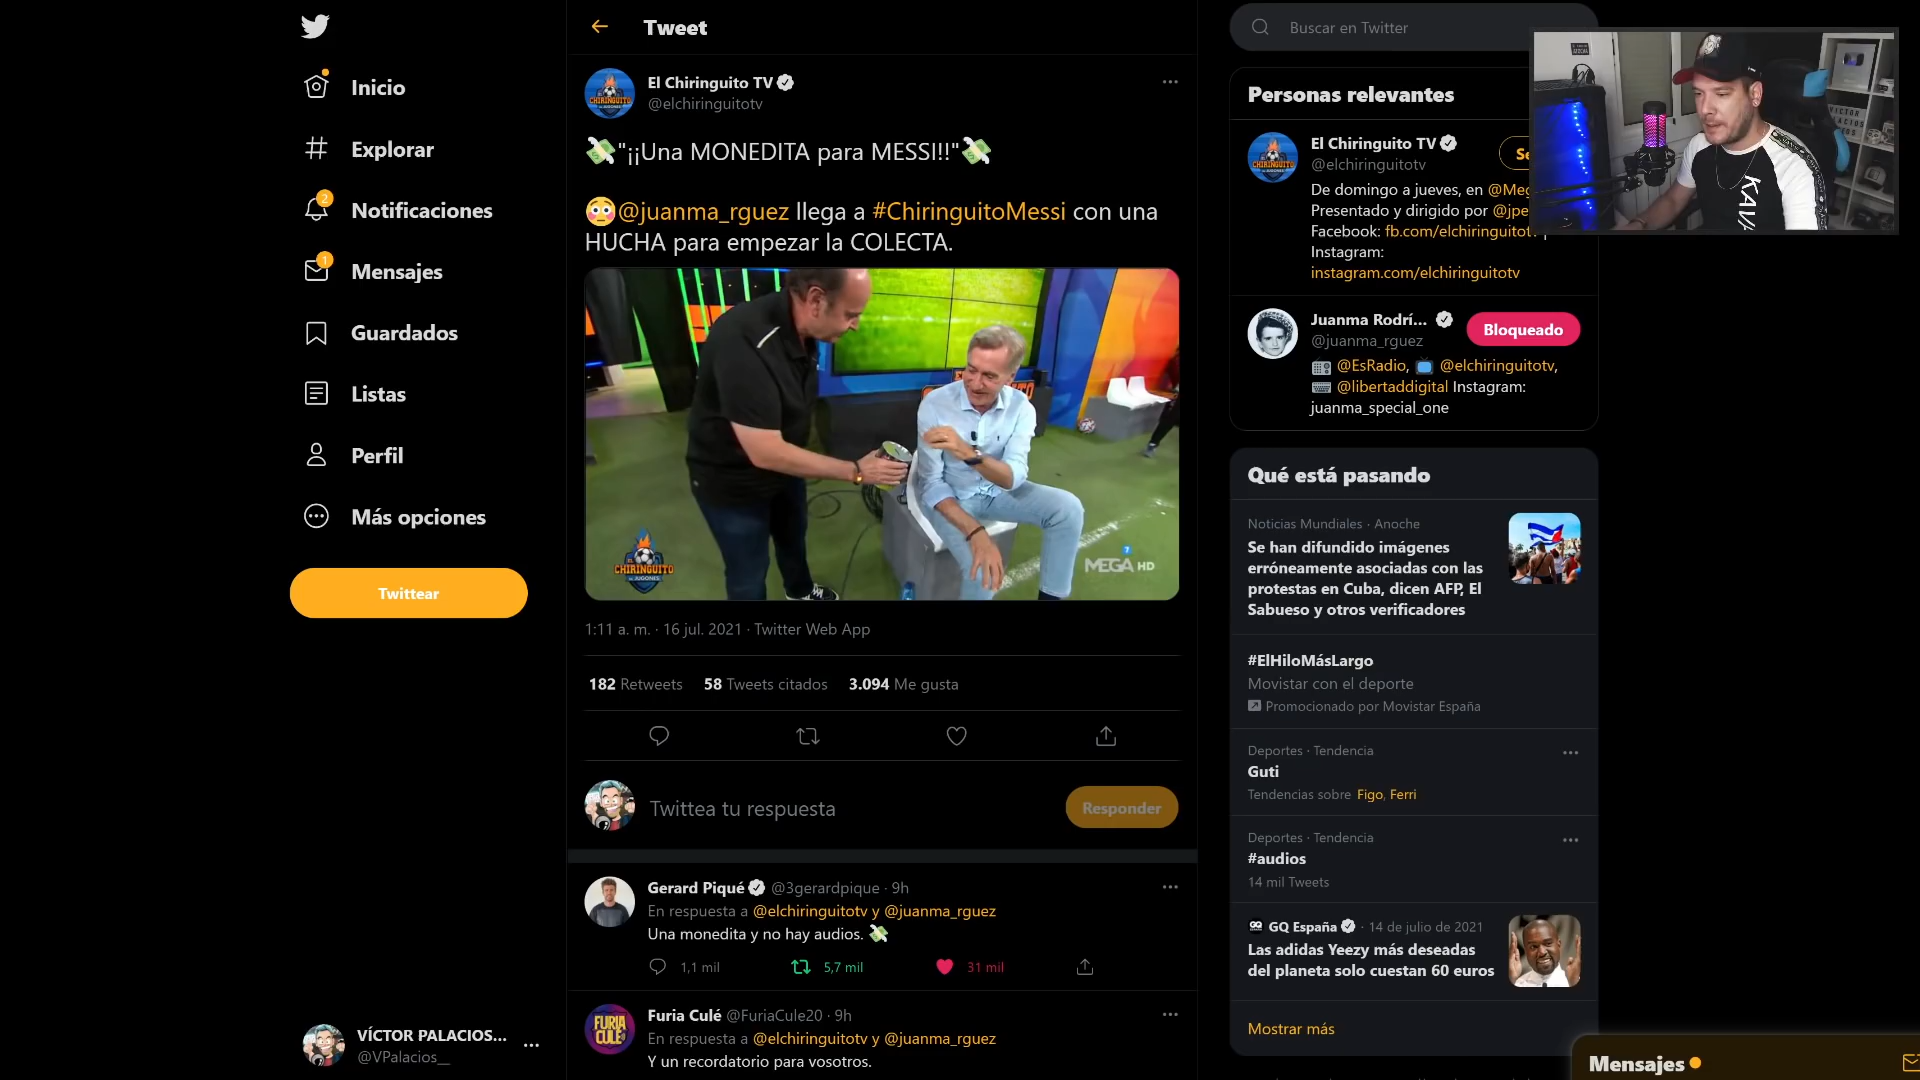 Inicio
Explorar
2
Notificaciones
1
Mensajes
Guardados
Listas
Perfil
Más opciones
Twittear
VÍCTOR PALACIOS...
@VPalacios__
Tweet
El Chiringuito TV
@elchiringuitotv
"¡¡Una MONEDITA para MESSI!!"
@juanma_rguez llega a #ChiringuitoMessi con una
HUCHA para empezar la COLECTA.
CHIRINGUITO
DE JUGONES
MEGA HD
1:11 a. m. · 16 jul. 2021 · Twitter Web App
182 Retweets 58 Tweets citados 3.094 Me gusta
Twittea tu respuesta
Responder
Gerard Piqué @3gerardpique · 9h
En respuesta a @elchiringuitotv y @juanma_rguez
Una monedita y no hay audios.
1,1 mil 5,7 mil 31 mil
FURIA
CULÉ
Furia Culé @FuriaCule20 · 9h
En respuesta a @elchiringuitotv y @juanma_rguez
Y un recordatorio para vosotros.
Buscar en Twitter
Personas relevantes
El Chiringuito TV
@elchiringuitotv
De domingo a jueves, en
Presentado y dirigido por
Facebook:
Instagram:
instagram.com/elchiringuitotv
Juanma Rodrí...
@juanma_rguez
Bloqueado
@EsRadio, @elchiringuitotv,
@libertaddigital Instagram:
juanma_special_one
Qué está pasando
Noticias Mundiales · Anoche
Se han difundido imágenes
erróneamente asociadas con las
protestas en Cuba, dicen AFP, El
Sabueso y otros verificadores
#ElHiloMásLargo
Movistar con el deporte
Promocionado por Movistar España
Deportes · Tendencia
Guti
Tendencias sobre Figo, Ferri
Deportes · Tendencia
#audios
14 mil Tweets
GQ España · 14 de julio de 2021
Las adidas Yeezy más deseadas
del planeta solo cuestan 60 euros
Mostrar más
Mensajes